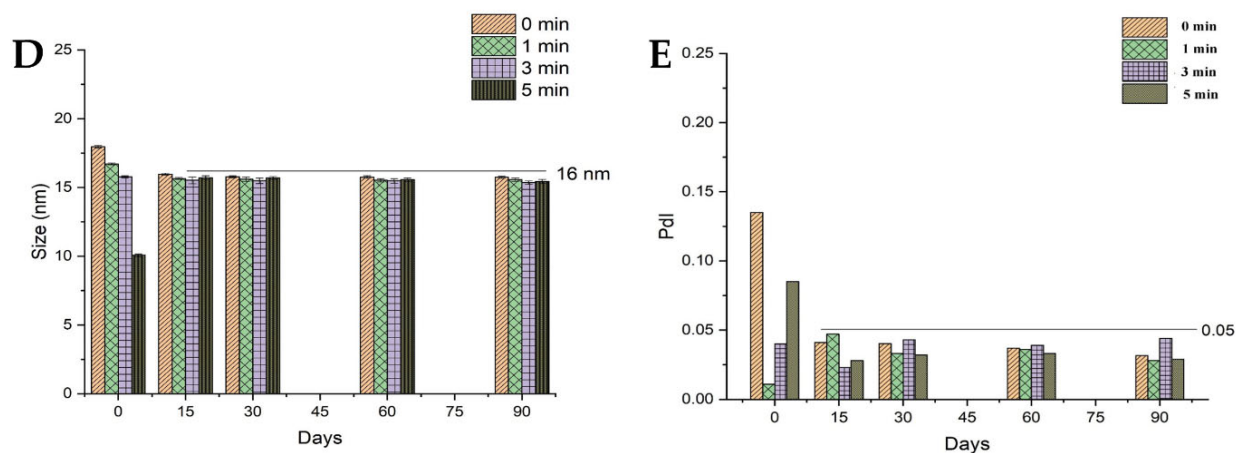 D
0 min
1 min
3 min
5 min
25
20
15
10
5
0
Size (nm)
16 nm
0 15 30 45 60 75 90
Days
E
0 min
1 min
3 min
5 min
0.25
0.20
0.15
0.10
0.05
0.00
PdI
0.05
0 15 30 45 60 75 90
Days